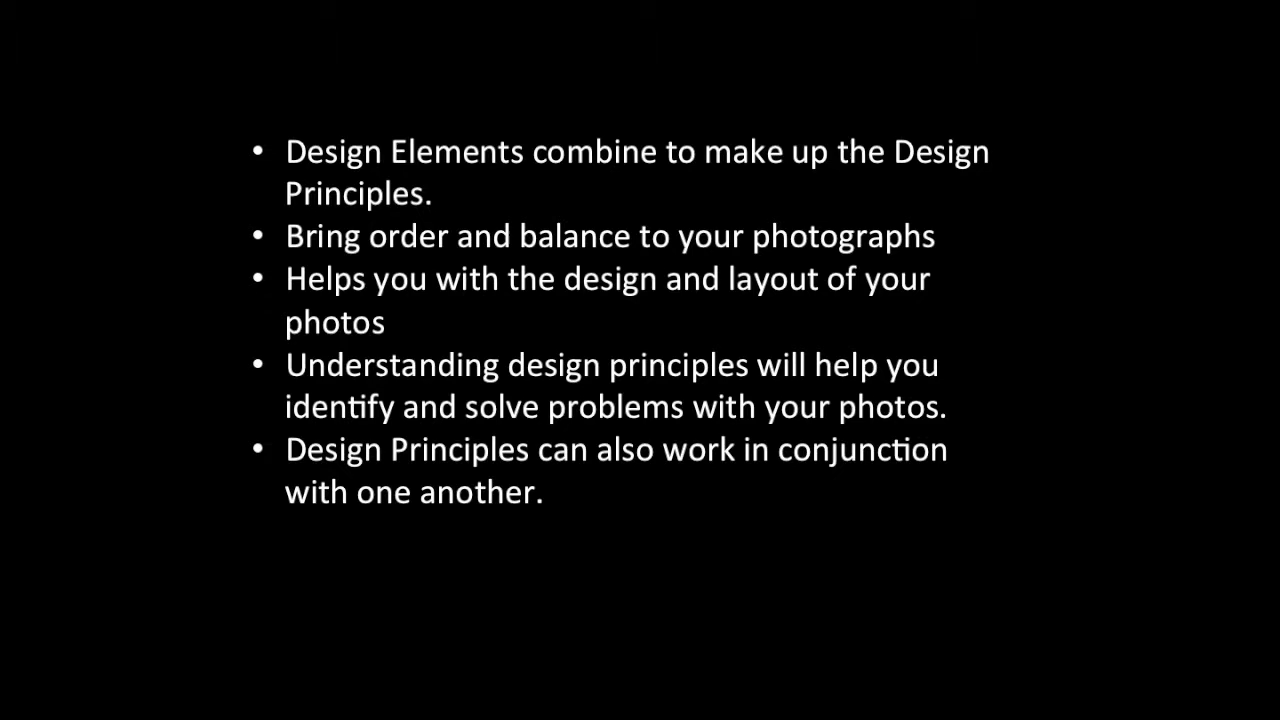 • Design Elements combine to make up the Design
Principles.
• Bring order and balance to your photographs
• Helps you with the design and layout of your
photos
• Understanding design principles will help you
identify and solve problems with your photos.
• Design Principles can also work in conjunction
with one another.